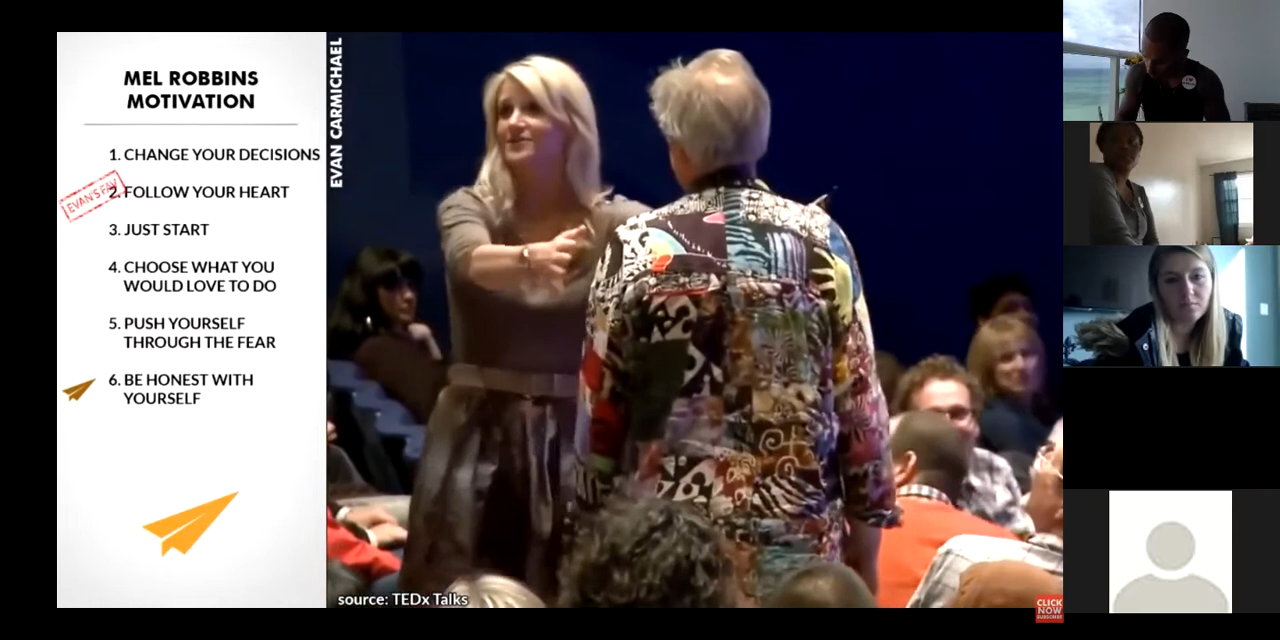 MEL ROBBINS
MOTIVATION
1. CHANGE YOUR DECISIONS
EVAN'S FAV
2. FOLLOW YOUR HEART
3. JUST START
4. CHOOSE WHAT YOU
WOULD LOVE TO DO
5. PUSH YOURSELF
THROUGH THE FEAR
6. BE HONEST WITH
YOURSELF
EVAN CARMICHAEL
source: TEDx Talks
CLICK
NOW
SUBSCRIBE